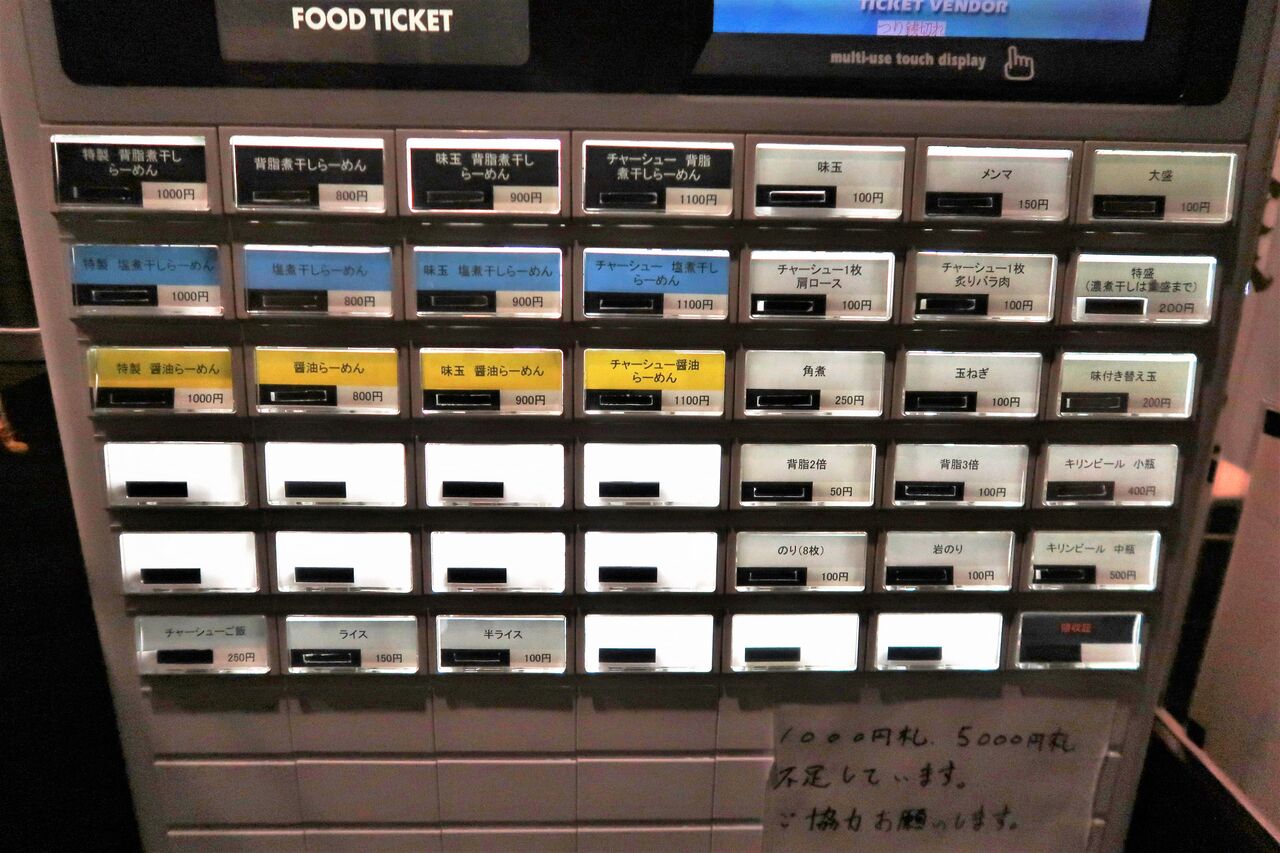 FOOD TICKET
TICKET VENDOR
つり銭切れ
multi-use touch display
特製 背脂煮干し
らーめん
1000円
背脂煮干しらーめん
800円
味玉 背脂煮干し
らーめん
900円
チャーシュー 背脂
煮干しらーめん
1100円
味玉
100円
メンマ
150円
大盛
100円
特製 塩煮干しらーめん
1000円
塩煮干しらーめん
800円
味玉 塩煮干しらーめん
900円
チャーシュー 塩煮干し
らーめん
1100円
チャーシュー1枚
肩ロース
100円
チャーシュー1枚
炙りバラ肉
100円
特盛
(濃煮干しは重盛まで)
200円
特製 醤油らーめん
1000円
醤油らーめん
800円
味玉 醤油らーめん
900円
チャーシュー醤油
らーめん
1100円
角煮
250円
玉ねぎ
100円
味付き替え玉
200円
背脂2倍
50円
背脂3倍
100円
キリンビール 小瓶
400円
のり(8枚)
100円
岩のり
100円
キリンビール 中瓶
500円
チャーシューご飯
250円
ライス
150円
半ライス
100円
領収証
1000円札、5000円札
不足しています。
ご協力お願いします。